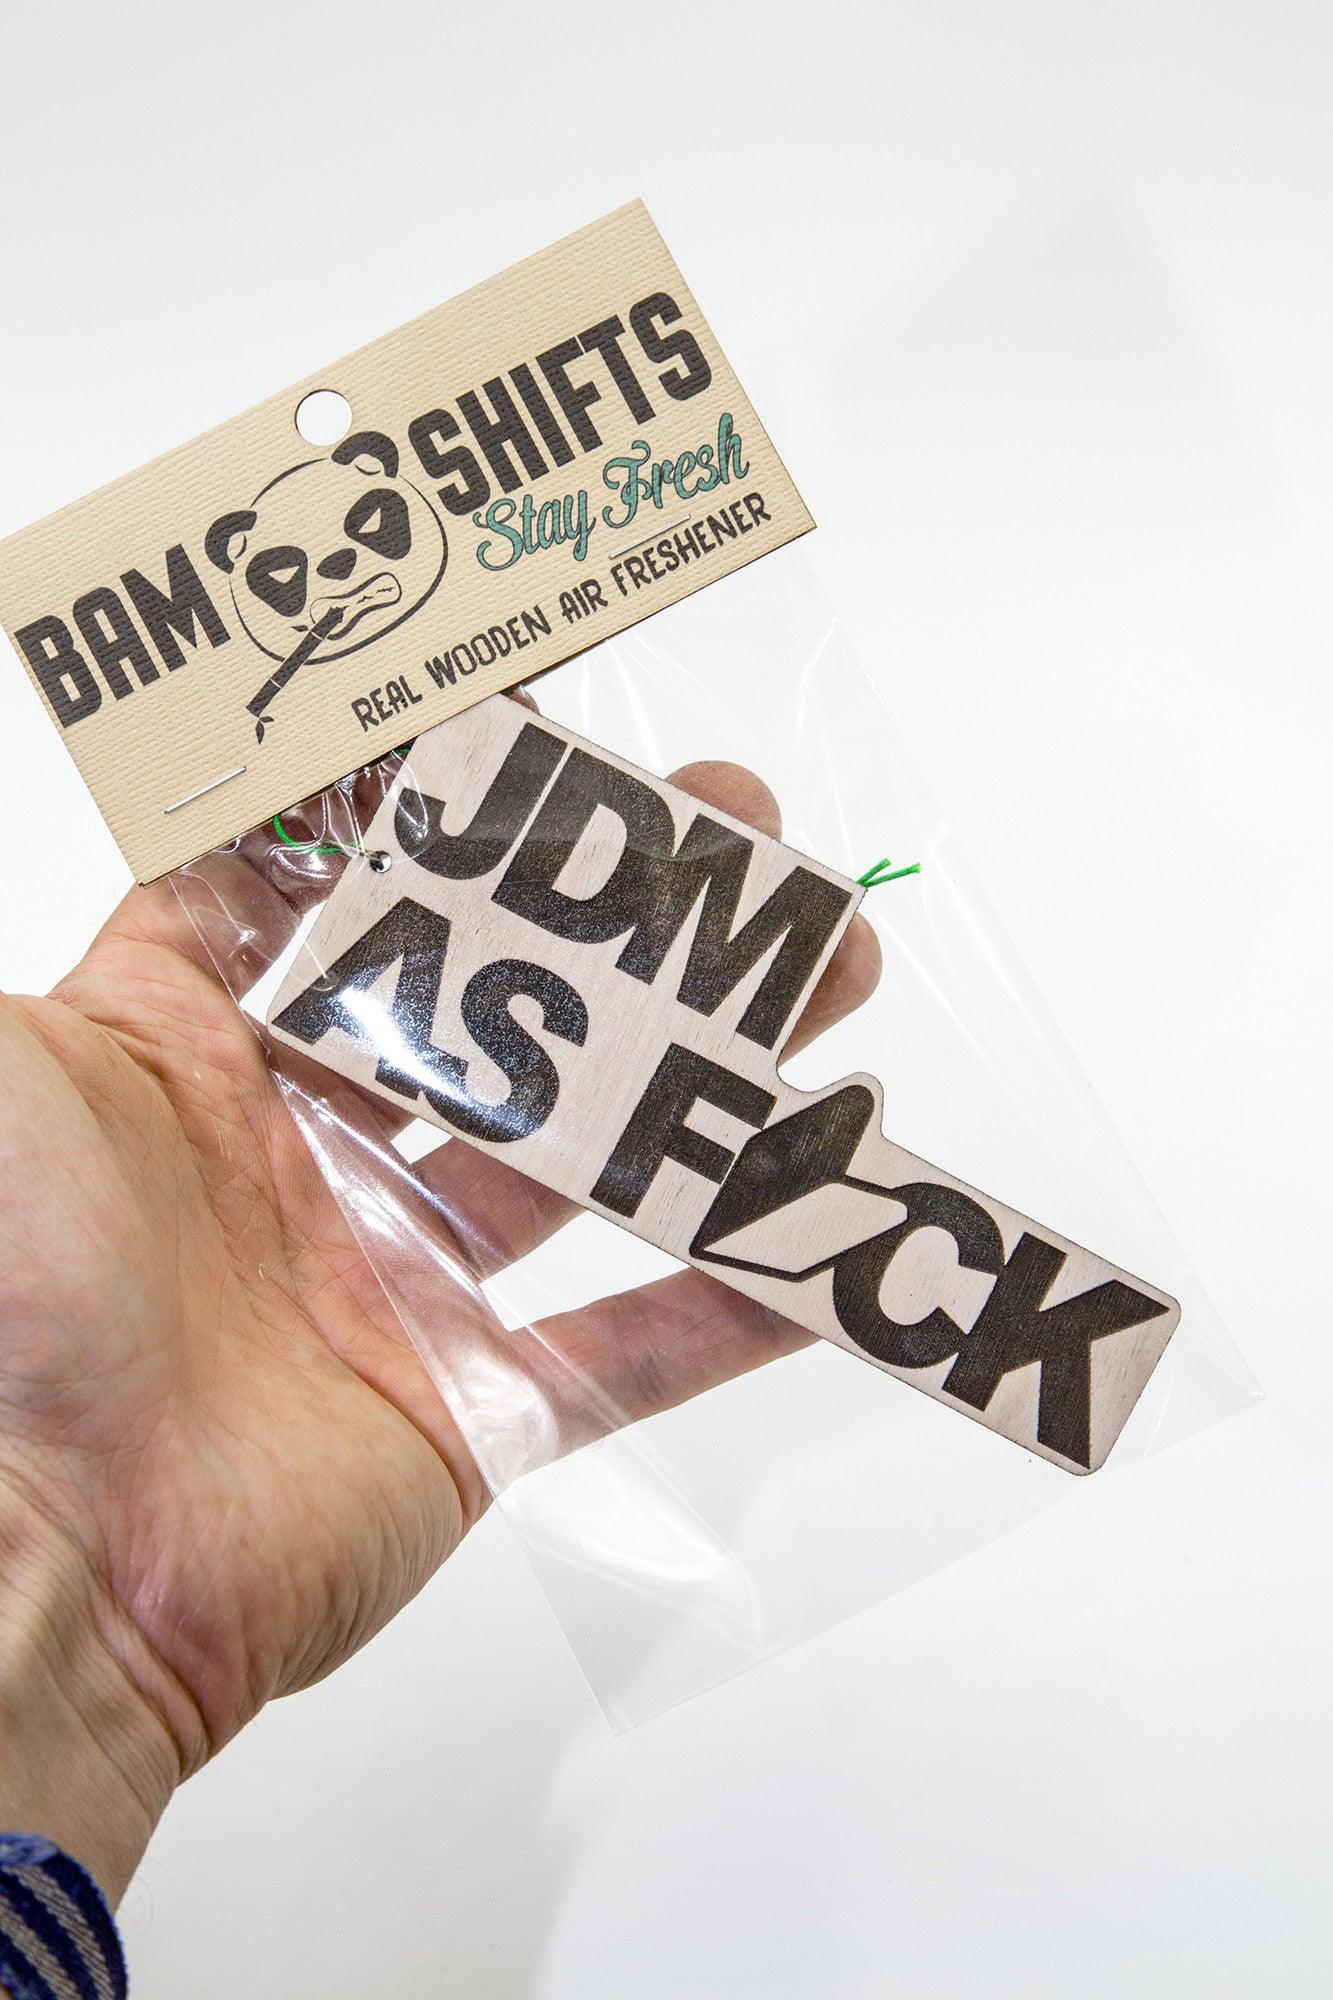 BAM SHIFTS
Stay Fresh
REAL WOODEN AIR FRESHENER
JDM
AS F CK